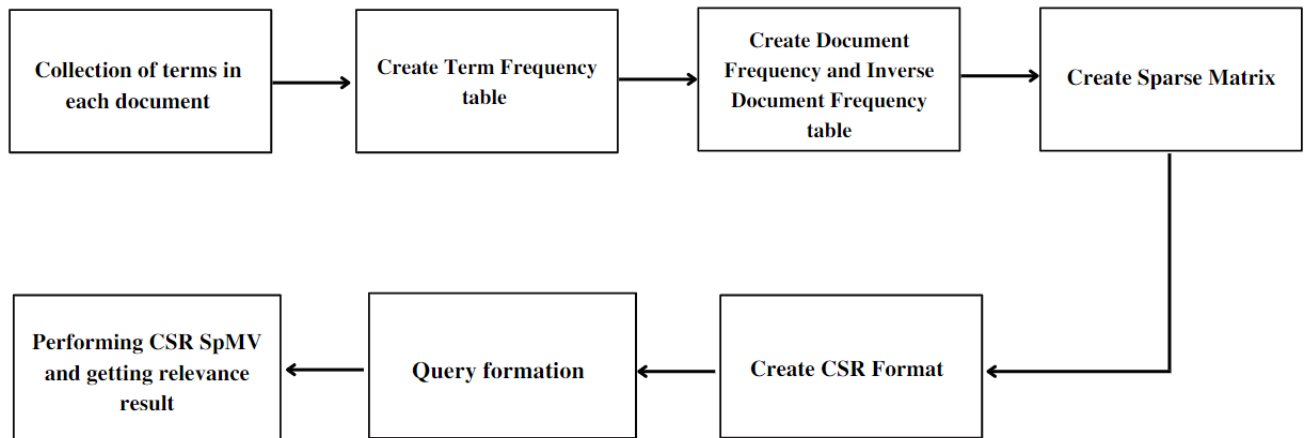 Collection of terms in
each document
Create Term Frequency
table
Create Document
Frequency and Inverse
Document Frequency
table
Create Sparse Matrix
Create CSR Format
Query formation
Performing CSR SpMV
and getting relevance
result